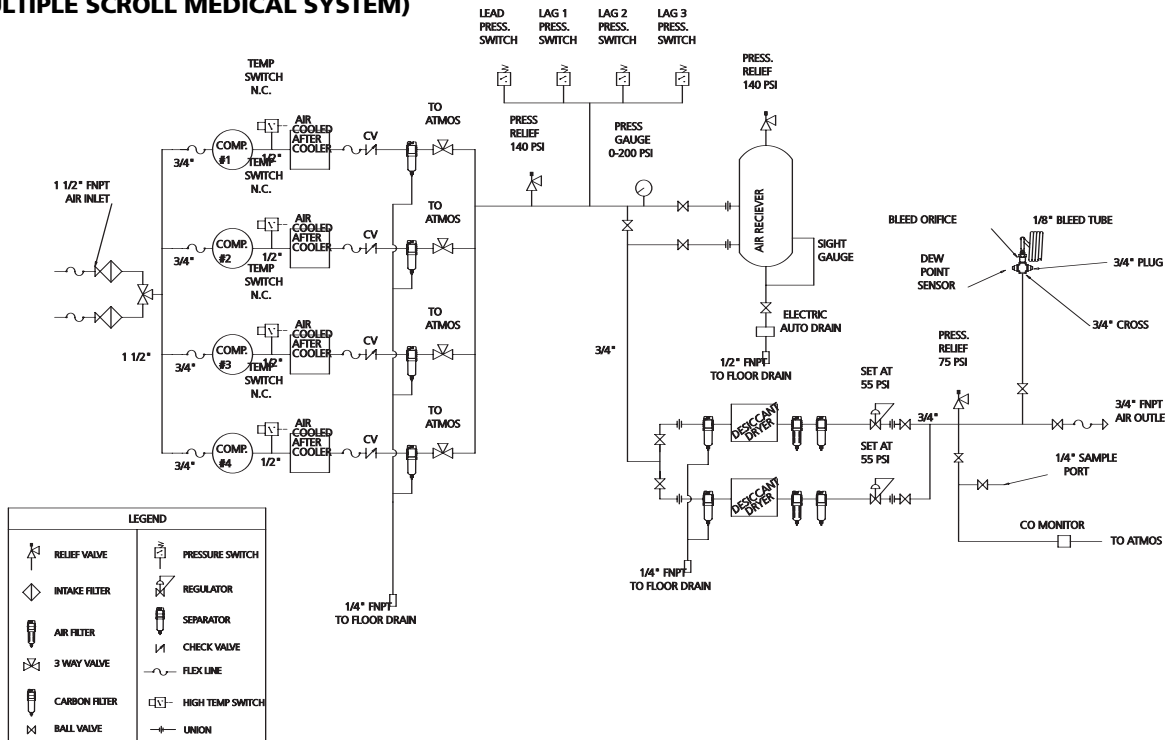 ULTIPLE SCROLL MEDICAL SYSTEM)
LEAD
PRESS.
SWITCH
LAG 1
PRESS.
SWITCH
LAG 2
PRESS.
SWITCH
LAG 3
PRESS.
SWITCH
TEMP
SWITCH
N.C.
PRESS.
RELIEF
140 PSI
AIR
COOLED
AFTER
COOLER
TO
ATMOS
CV
PRESS
RELIEF
140 PSI
PRESS
GAUGE
0-200 PSI
COMP.
#1
3/4"
1/2"
TEMP
SWITCH
N.C.
1 1/2" FNPT
AIR INLET
AIR
COOLED
AFTER
COOLER
TO
ATMOS
CV
COMP.
#2
3/4"
1/2"
TEMP
SWITCH
N.C.
AIR RECIEVER
SIGHT
GAUGE
BLEED ORIFICE
1/8" BLEED TUBE
DEW
POINT
SENSOR
3/4" PLUG
3/4" CROSS
ELECTRIC
AUTO DRAIN
1/2" FNPT
TO FLOOR DRAIN
AIR
COOLED
AFTER
COOLER
TO
ATMOS
CV
COMP.
#3
1 1/2"
3/4"
1/2"
TEMP
SWITCH
N.C.
3/4"
PRESS.
RELIEF
75 PSI
SET AT
55 PSI
3/4"
3/4" FNPT
AIR OUTLE
AIR
COOLED
AFTER
COOLER
TO
ATMOS
CV
COMP.
#4
3/4"
1/2"
DESICCANT
DRYER
SET AT
55 PSI
DESICCANT
DRYER
1/4" SAMPLE
PORT
CO MONITOR
TO ATMOS
1/4" FNPT
TO FLOOR DRAIN
1/4" FNPT
TO FLOOR DRAIN
LEGEND
RELIEF VALVE
INTAKE FILTER
AIR FILTER
3 WAY VALVE
CARBON FILTER
BALL VALVE
PRESSURE SWITCH
REGULATOR
SEPARATOR
CHECK VALVE
FLEX LINE
HIGH TEMP SWITCH
UNION